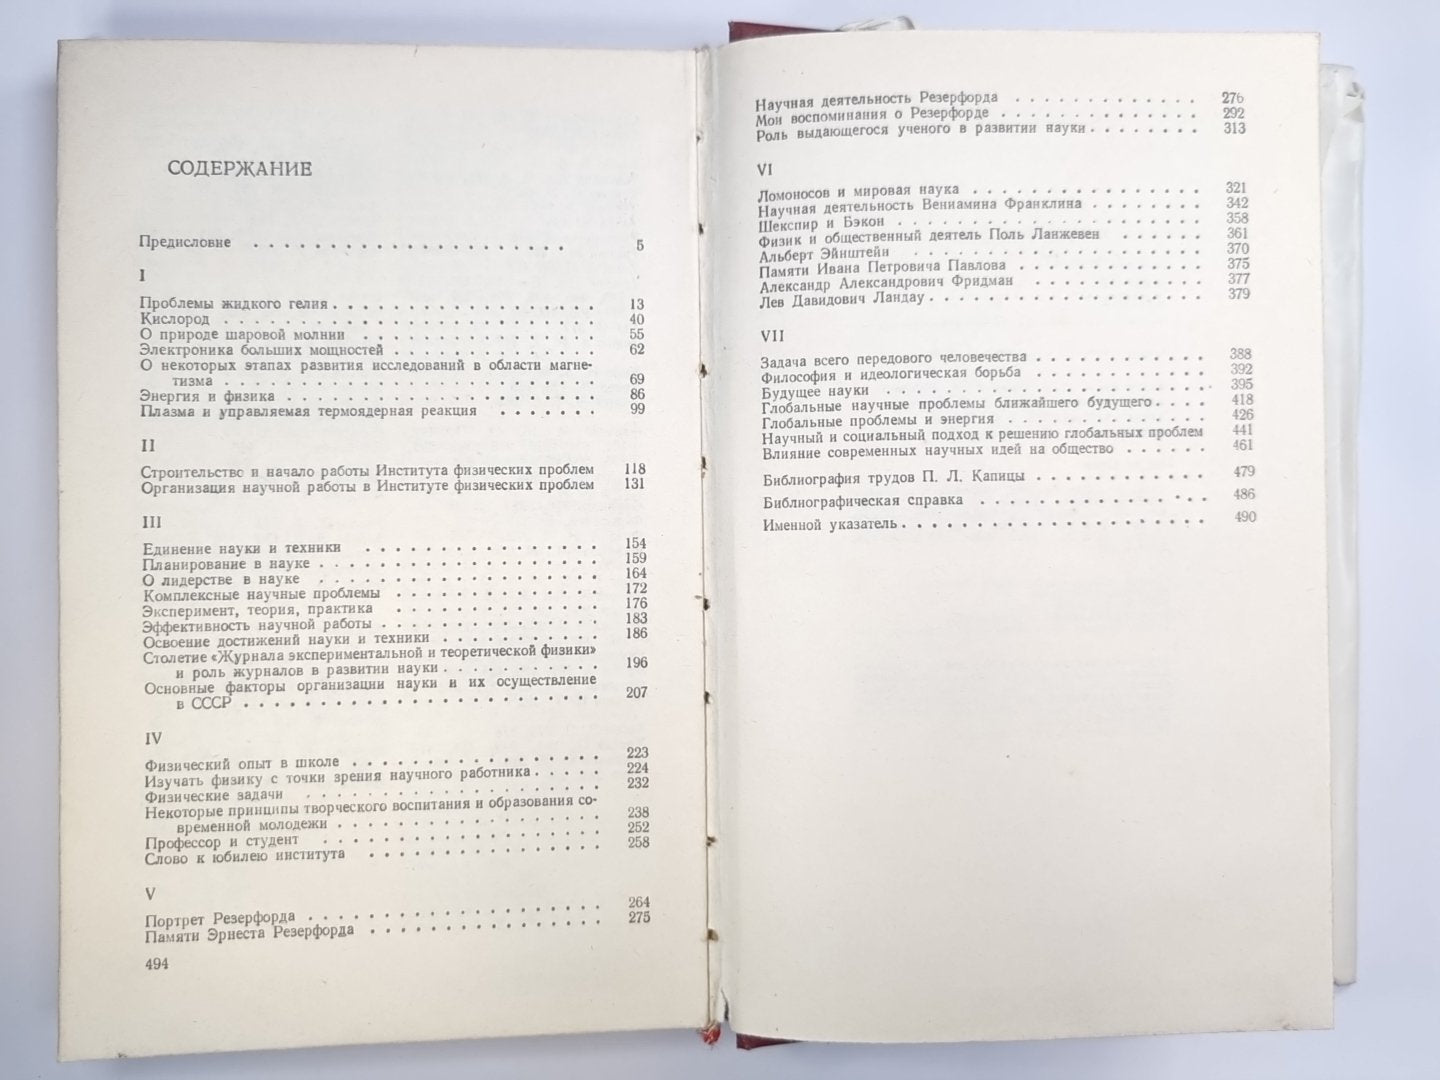 СОДЕРЖАНИЕ
Предисловие . . . . . . . . . . . . . . . . . . . . . 5
I
Проблемы жидкого гелия . . . . . . . . . . . . . . . . . . 13
Кислород . . . . . . . . . . . . . . . . . . . . . . . . 40
О природе шаровой молнии . . . . . . . . . . . . . . . . 55
Электроника больших мощностей . . . . . . . . . . . . . . 62
О некоторых этапах развития исследований в области магне-
тизма . . . . . . . . . . . . . . . . . . . . . . . . 69
Энергия и физика . . . . . . . . . . . . . . . . . . . . 86
Плазма и управляемая термоядерная реакция . . . . . . . 99
II
Строительство и начало работы Института физических проблем 118
Организация научной работы в Институте физических проблем 131
III
Единение науки и техники . . . . . . . . . . . . . . . . 154
Планирование в науке . . . . . . . . . . . . . . . . . . 159
О лидерстве в науке . . . . . . . . . . . . . . . . . . 164
Комплексные научные проблемы . . . . . . . . . . . . . . 172
Эксперимент, теория, практика . . . . . . . . . . . . . . 176
Эффективность научной работы . . . . . . . . . . . . . . 183
Освоение достижений науки и техники . . . . . . . . . . . 186
Столетие «Журнала экспериментальной и теоретической физики»
и роль журналов в развитии науки . . . . . . . . . . . 196
Основные факторы организации науки и их осуществление
в СССР . . . . . . . . . . . . . . . . . . . . . . . 207
IV
Физический опыт в школе . . . . . . . . . . . . . . . . . 223
Изучать физику с точки зрения научного работника . . . . . 224
Физические задачи . . . . . . . . . . . . . . . . . . . 232
Некоторые принципы творческого воспитания и образования со-
временной молодежи . . . . . . . . . . . . . . . . . . 238
Профессор и студент . . . . . . . . . . . . . . . . . . 252
Слово к юбилею института . . . . . . . . . . . . . . . . 258
V
Портрет Резерфорда . . . . . . . . . . . . . . . . . . . 264
Памяти Эрнеста Резерфорда . . . . . . . . . . . . . . . 275
494
Научная деятельность Резерфорда . . . . . . . . . . . . 276
Мои воспоминания о Резерфорде . . . . . . . . . . . . . 292
Роль выдающегося ученого в развитии науки . . . . . . . 313
VI
Ломоносов и мировая наука . . . . . . . . . . . . . . . 321
Научная деятельность Вениамина Франклина . . . . . . . 342
Шекспир и Бэкон . . . . . . . . . . . . . . . . . . . . 358
Физик и общественный деятель Поль Ланжевен . . . . . . 361
Альберт Эйнштейн . . . . . . . . . . . . . . . . . . . 370
Памяти Ивана Петровича Павлова . . . . . . . . . . . . 375
Александр Александрович Фридман . . . . . . . . . . . . 377
Лев Давидович Ландау . . . . . . . . . . . . . . . . . . 379
VII
Задача всего передового человечества . . . . . . . . . . . 388
Философия и идеологическая борьба . . . . . . . . . . . 392
Будущее науки . . . . . . . . . . . . . . . . . . . . . 395
Глобальные научные проблемы ближайшего будущего . . . . 418
Глобальные проблемы и энергия . . . . . . . . . . . . . 426
Научный и социальный подход к решению глобальных проблем 441
Влияние современных научных идей на общество . . . . . . 461
Библиография трудов П. Л. Капицы . . . . . . . . . . . 479
Библиографическая справка . . . . . . . . . . . . . . . 486
Именной указатель . . . . . . . . . . . . . . . . . . . . 490